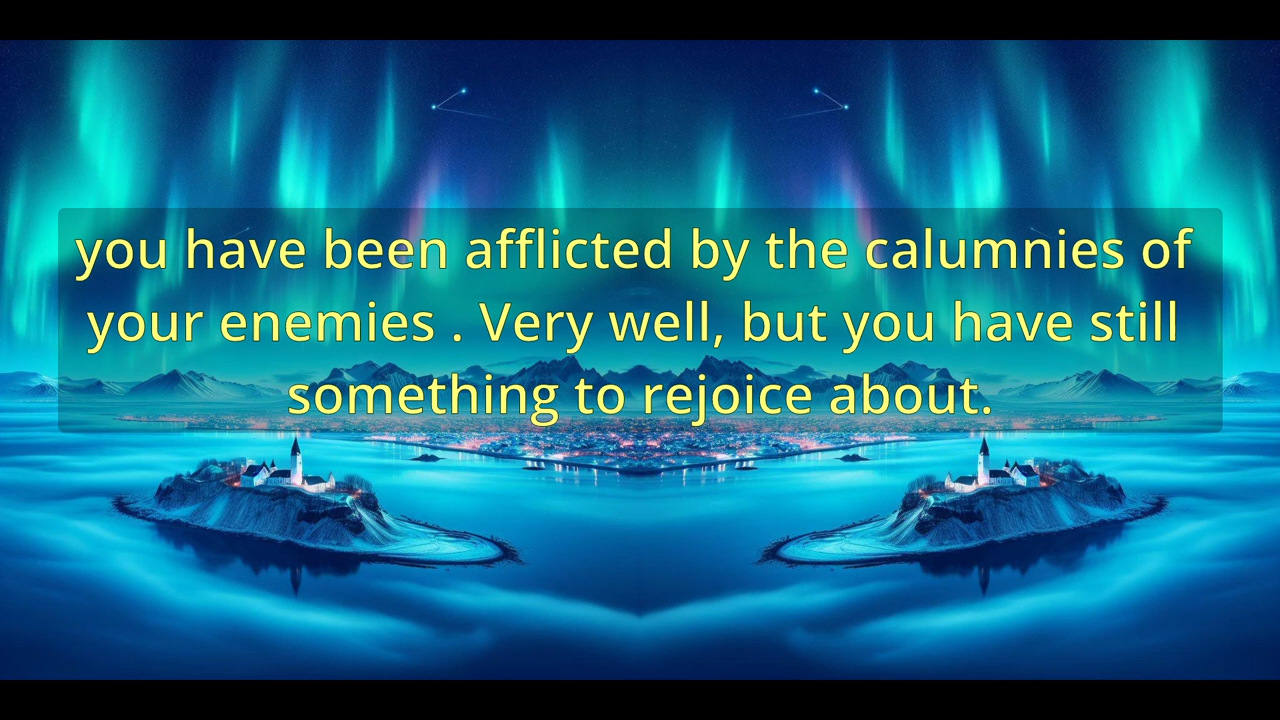 you have been afflicted by the calumnies of
your enemies . Very well, but you have still
something to rejoice about.